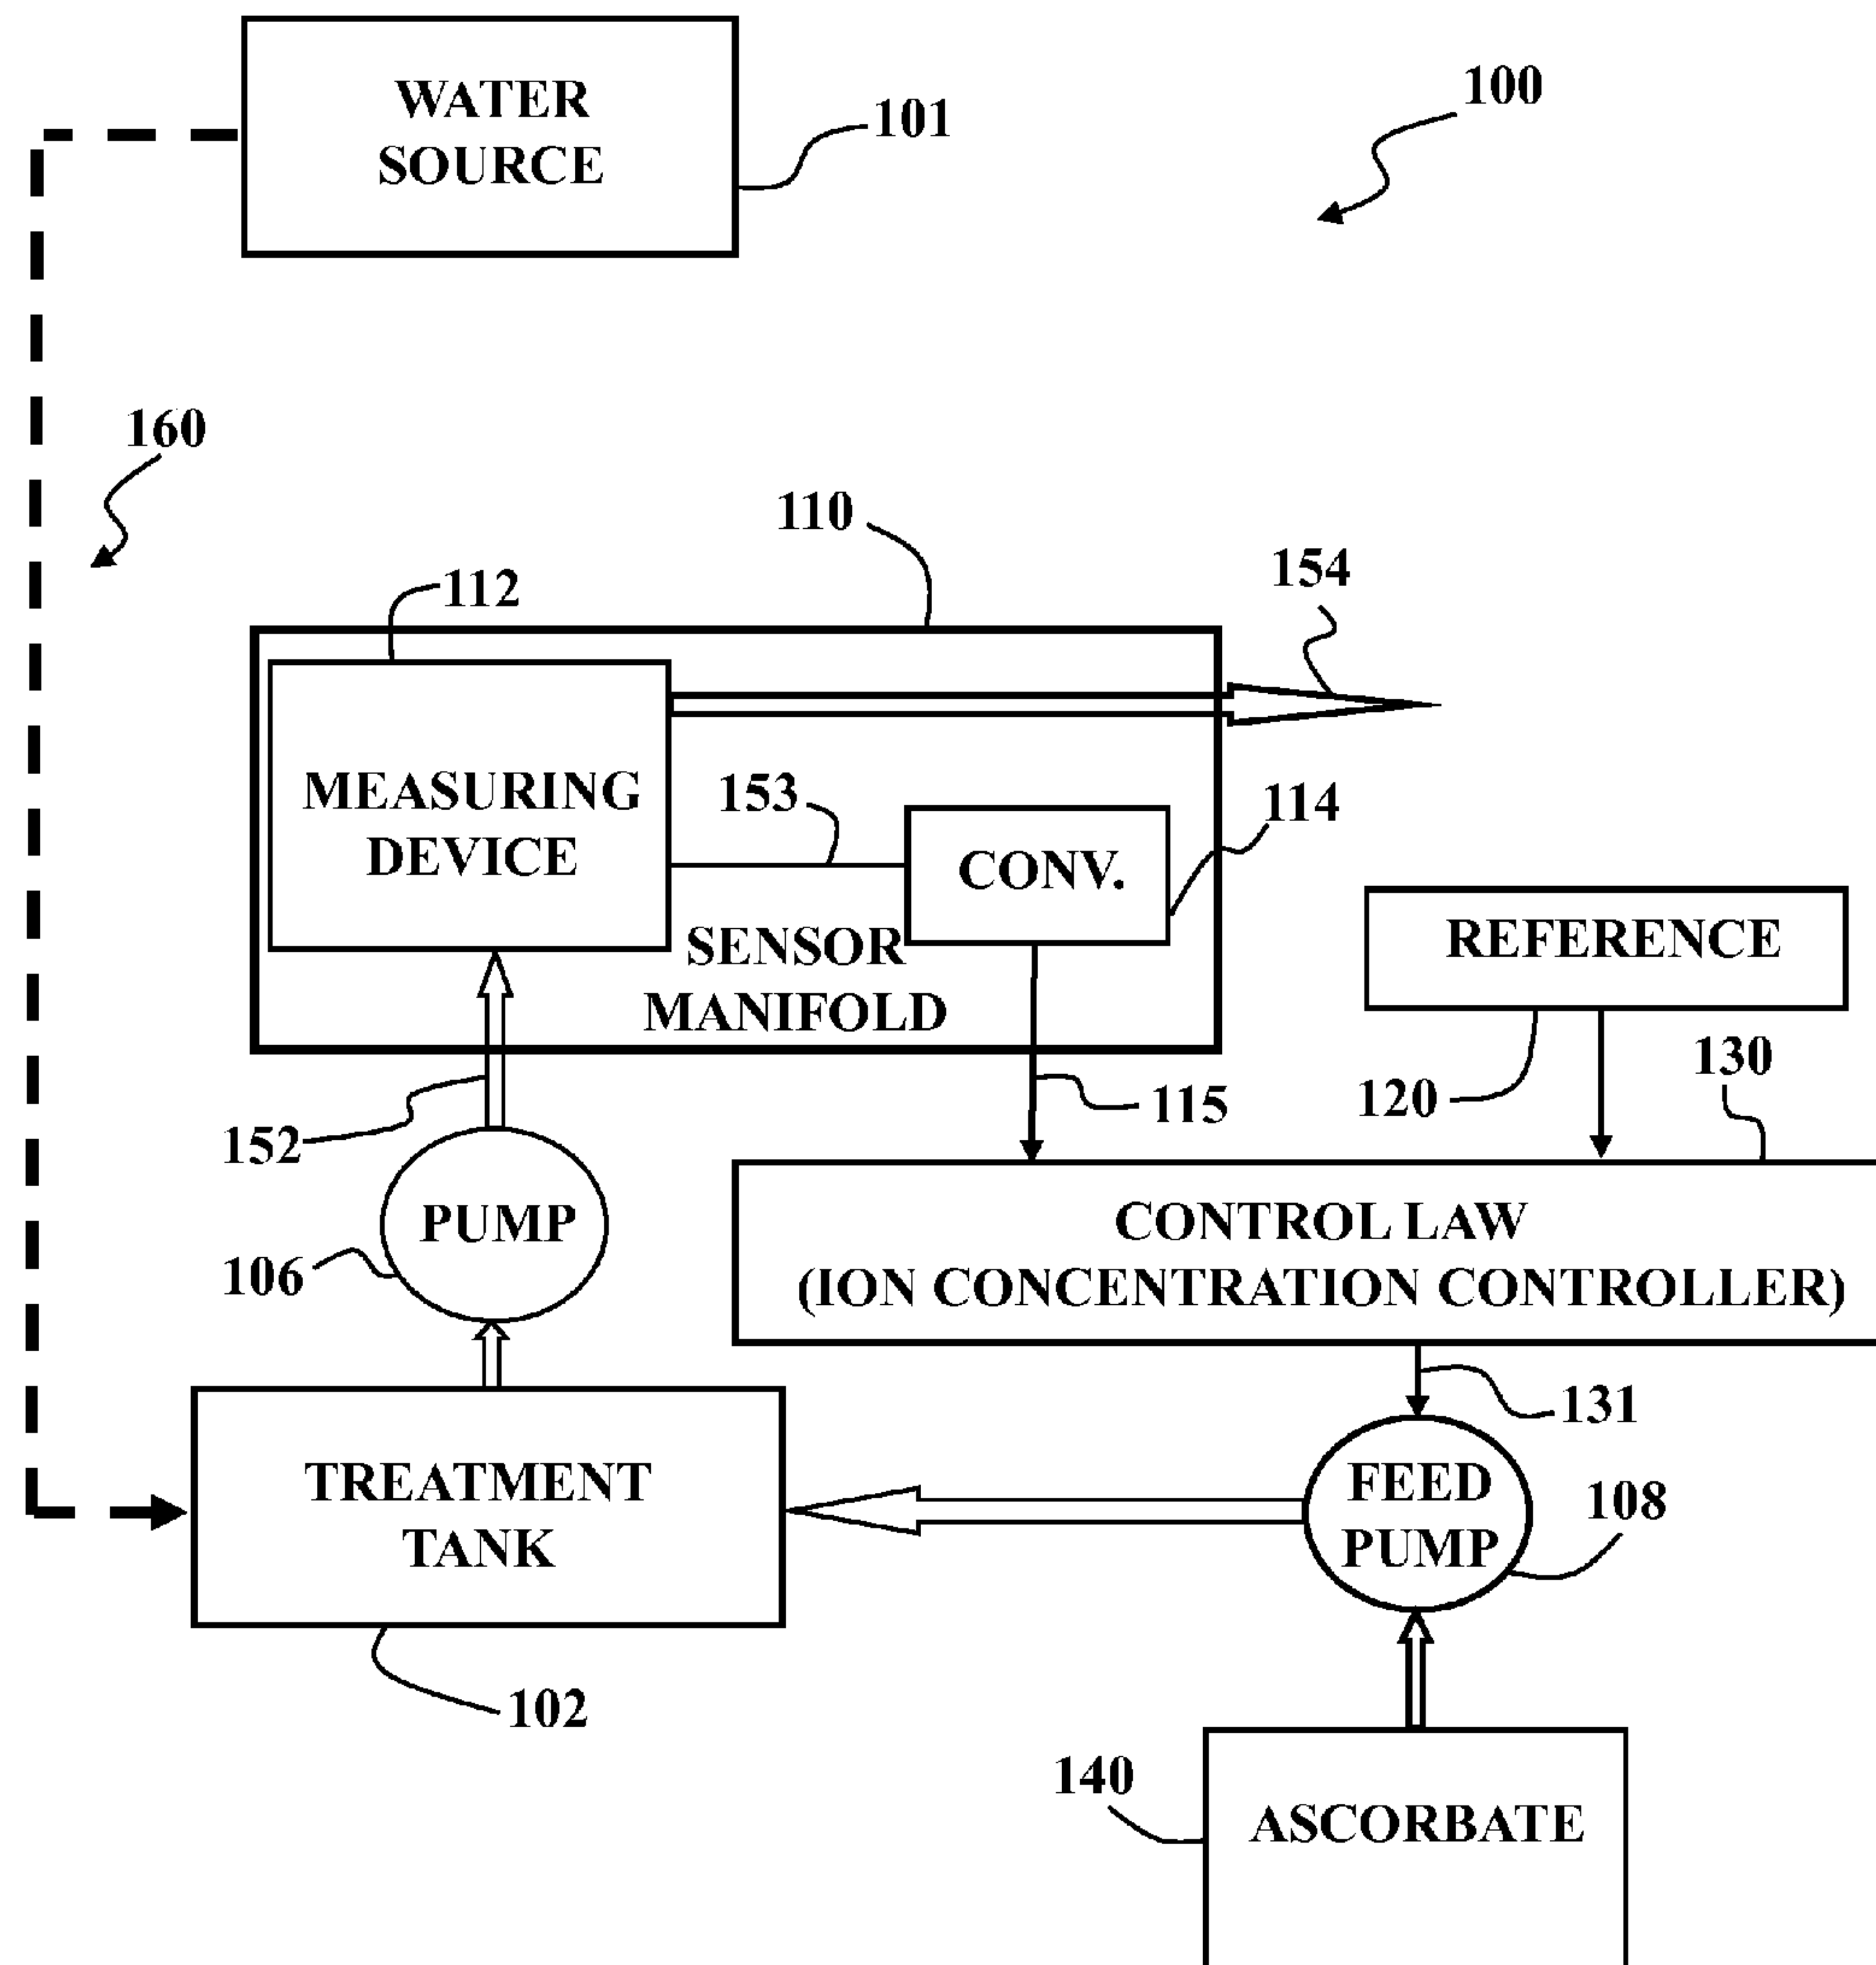 WATER
SOURCE
101
100
160
110
154
112
MEASURING
DEVICE
153
114
CONV.
SENSOR
MANIFOLD
REFERENCE
130
120
115
152
PUMP
CONTROL LAW
(ION CONCENTRATION CONTROLLER)
106
131
TREATMENT
TANK
FEED
PUMP
108
102
140
ASCORBATE